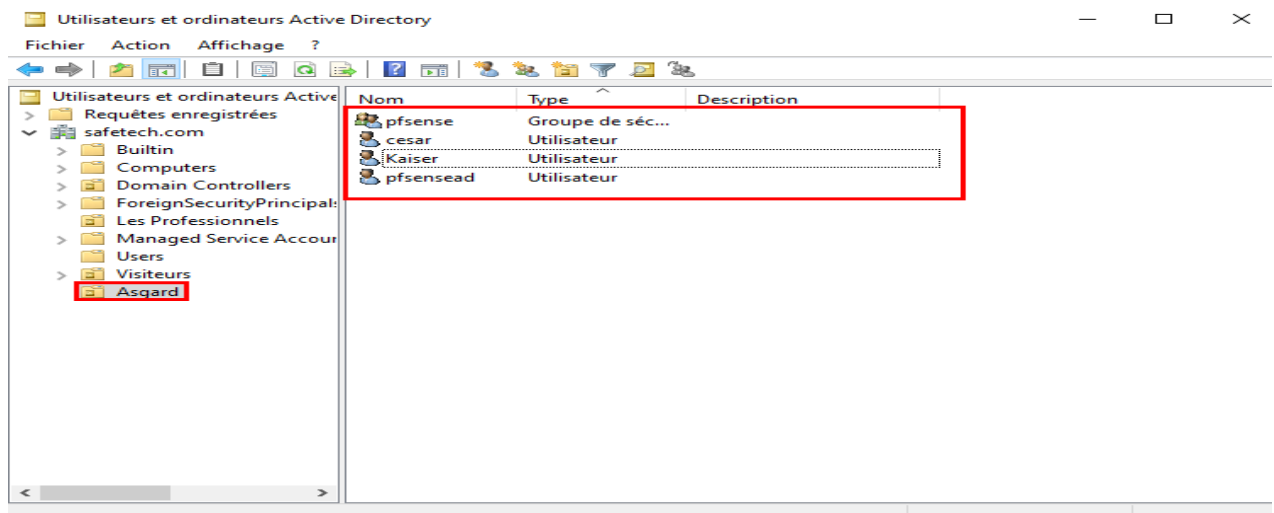 Utilisateurs et ordinateurs Active Directory
Fichier Action Affichage ?
Utilisateurs et ordinateurs Active
Requêtes enregistrées
safetech.com
Builtin
Computers
Domain Controllers
ForeignSecurityPrincipals
Les Professionnels
Managed Service Accour
Users
Visiteurs
Asgard
Nom Type Description
pfsense Groupe de séc...
cesar Utilisateur
Kaiser Utilisateur
pfsensead Utilisateur